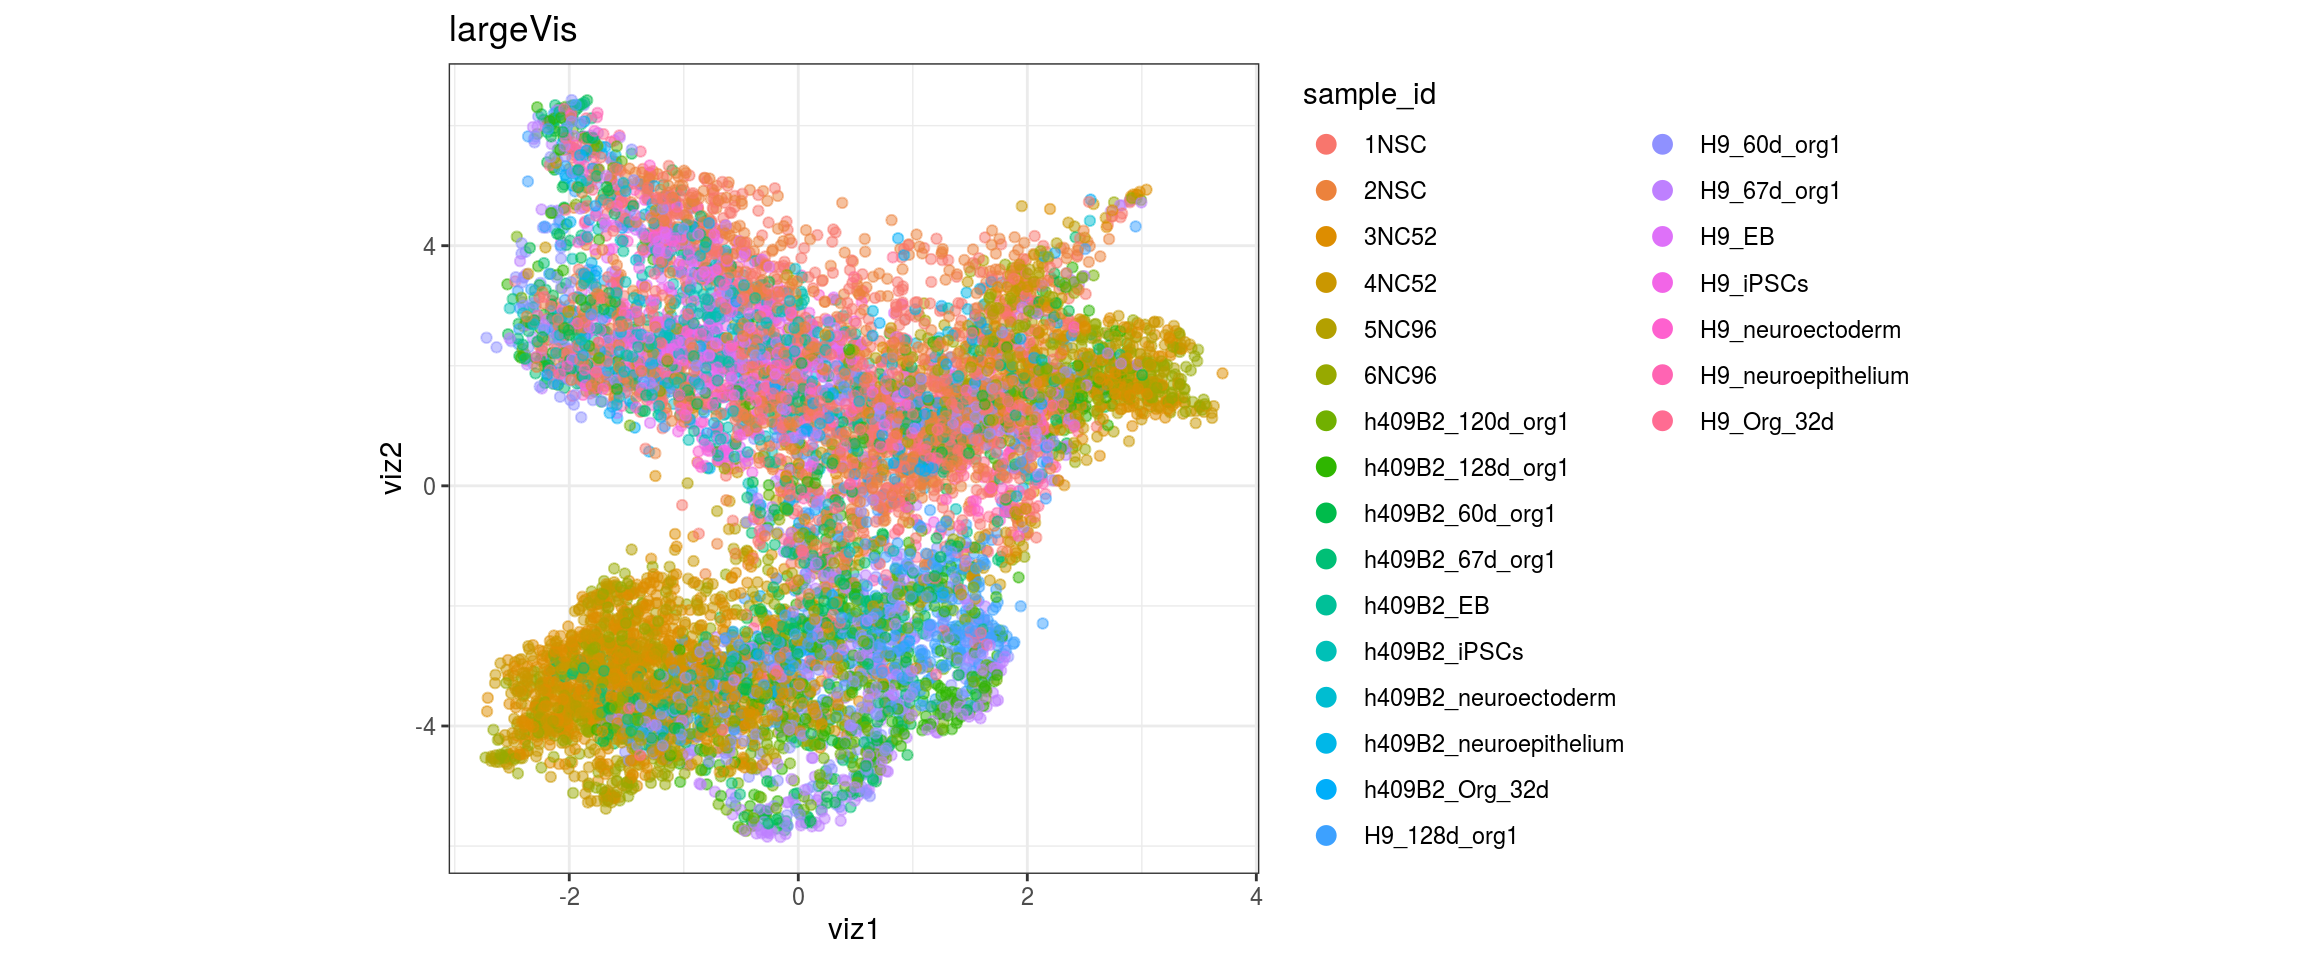 largeVis
4
0
-4
viz2
-2
0
2
4
viz1
sample_id
1NSC
2NSC
3NC52
4NC52
5NC96
6NC96
h409B2_120d_org1
h409B2_128d_org1
h409B2_60d_org1
h409B2_67d_org1
h409B2_EB
h409B2_iPSCs
h409B2_neuroectoderm
h409B2_neuroepithelium
h409B2_Org_32d
H9_128d_org1
H9_60d_org1
H9_67d_org1
H9_EB
H9_iPSCs
H9_neuroectoderm
H9_neuroepithelium
H9_Org_32d